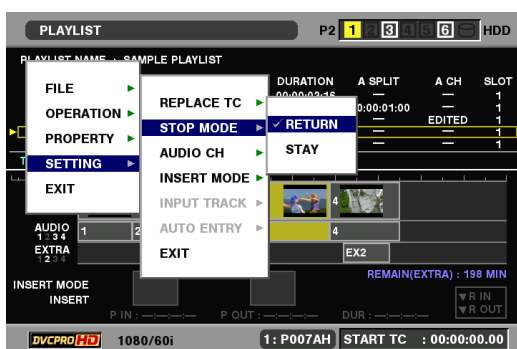 PLAYLIST P2 1 2 3 4 5 6 HDD
PLAYLIST NAME : SAMPLE PLAYLIST
DURATION A SPLIT A CH SLOT
00:00:03:16 — — 1
00:00:01:00 — 1
— EDITED 1
— — 1
FILE
OPERATION
PROPERTY
SETTING
EXIT
REPLACE TC
STOP MODE
AUDIO CH
INSERT MODE
INPUT TRACK
AUTO ENTRY
EXIT
✓ RETURN
STAY
4
AUDIO 1 2 4
1 2 3 4
EXTRA EX2
1 2 3 4
REMAIN(EXTRA) : 198 MIN
INSERT MODE
INSERT
▼R IN
▼R OUT
P IN : --:--:--:-- P OUT : --:--:--:-- DUR : --:--:--:--
DVCPRO HD 1080/60i 1: P007AH START TC : 00:00:00.00